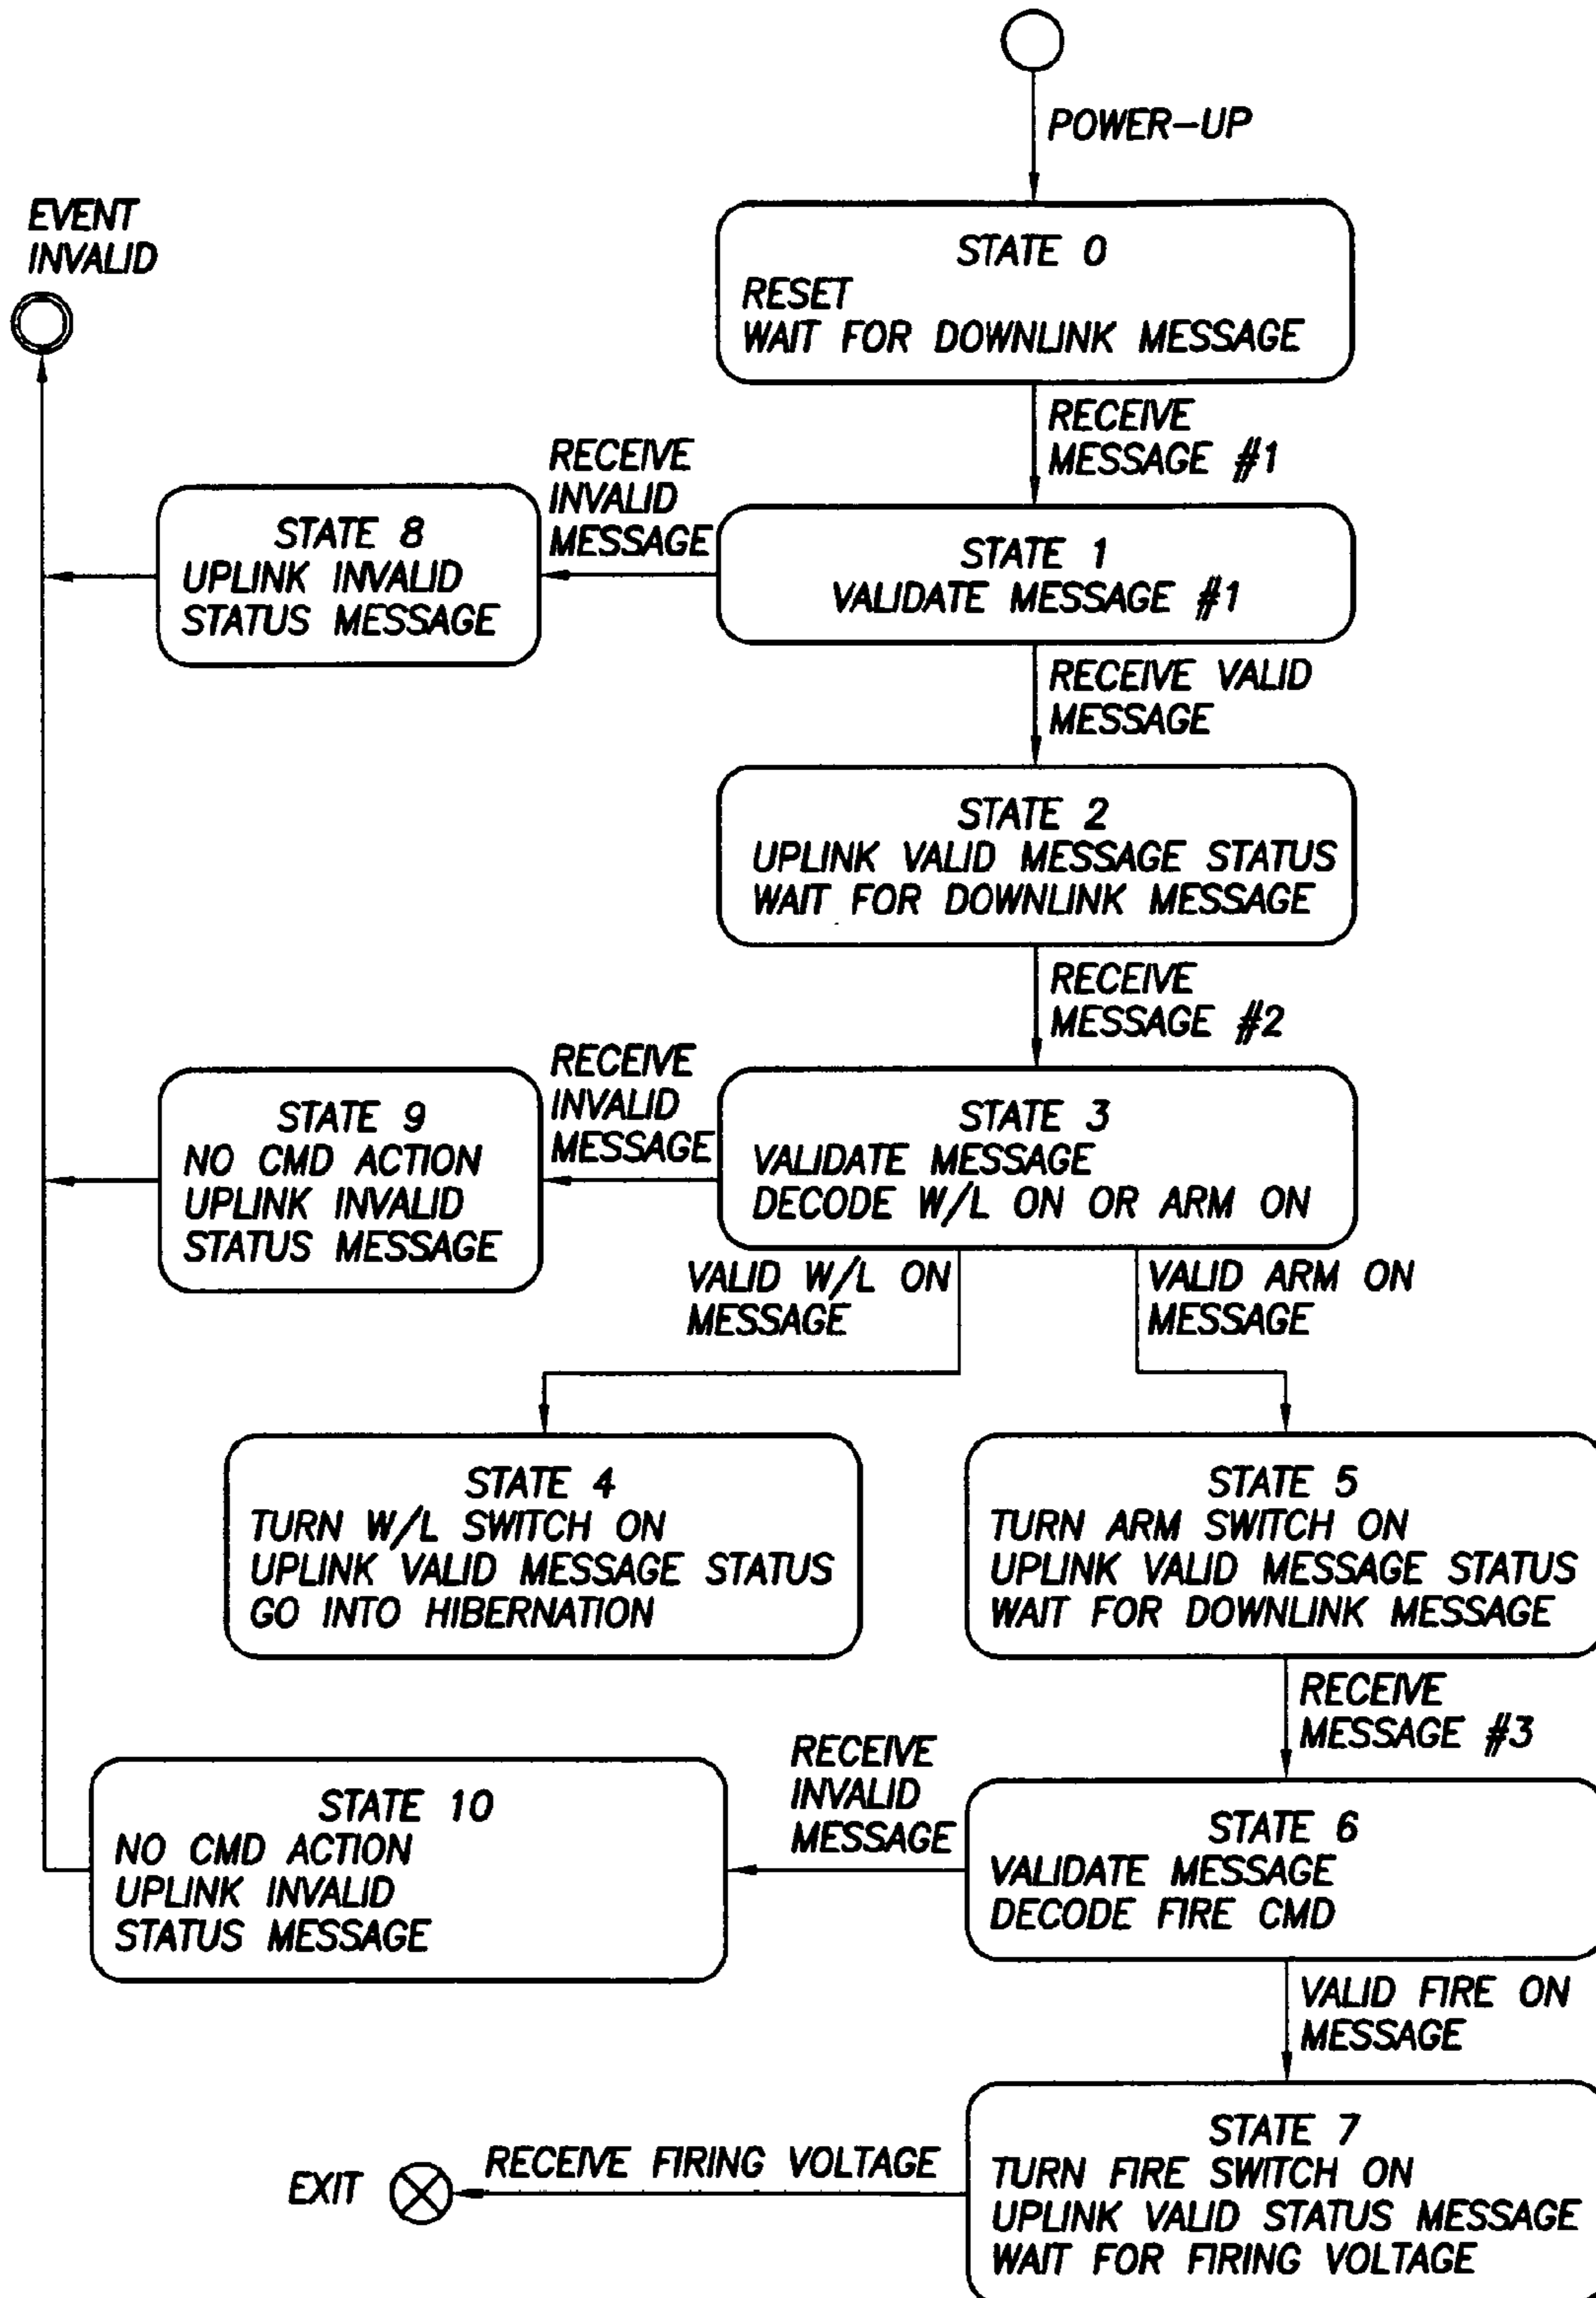 POWER-UP
EVENT
INVALID
STATE 0
RESET
WAIT FOR DOWNLINK MESSAGE
RECEIVE
MESSAGE #1
RECEIVE
INVALID
MESSAGE
STATE 8
UPLINK INVALID
STATUS MESSAGE
STATE 1
VALIDATE MESSAGE #1
RECEIVE VALID
MESSAGE
STATE 2
UPLINK VALID MESSAGE STATUS
WAIT FOR DOWNLINK MESSAGE
RECEIVE
MESSAGE #2
RECEIVE
INVALID
MESSAGE
STATE 9
NO CMD ACTION
UPLINK INVALID
STATUS MESSAGE
STATE 3
VALIDATE MESSAGE
DECODE W/L ON OR ARM ON
VALID W/L ON
MESSAGE
VALID ARM ON
MESSAGE
STATE 4
TURN W/L SWITCH ON
UPLINK VALID MESSAGE STATUS
GO INTO HIBERNATION
STATE 5
TURN ARM SWITCH ON
UPLINK VALID MESSAGE STATUS
WAIT FOR DOWNLINK MESSAGE
RECEIVE
MESSAGE #3
RECEIVE
INVALID
MESSAGE
STATE 10
NO CMD ACTION
UPLINK INVALID
STATUS MESSAGE
STATE 6
VALIDATE MESSAGE
DECODE FIRE CMD
VALID FIRE ON
MESSAGE
STATE 7
TURN FIRE SWITCH ON
UPLINK VALID STATUS MESSAGE
WAIT FOR FIRING VOLTAGE
RECEIVE FIRING VOLTAGE
EXIT